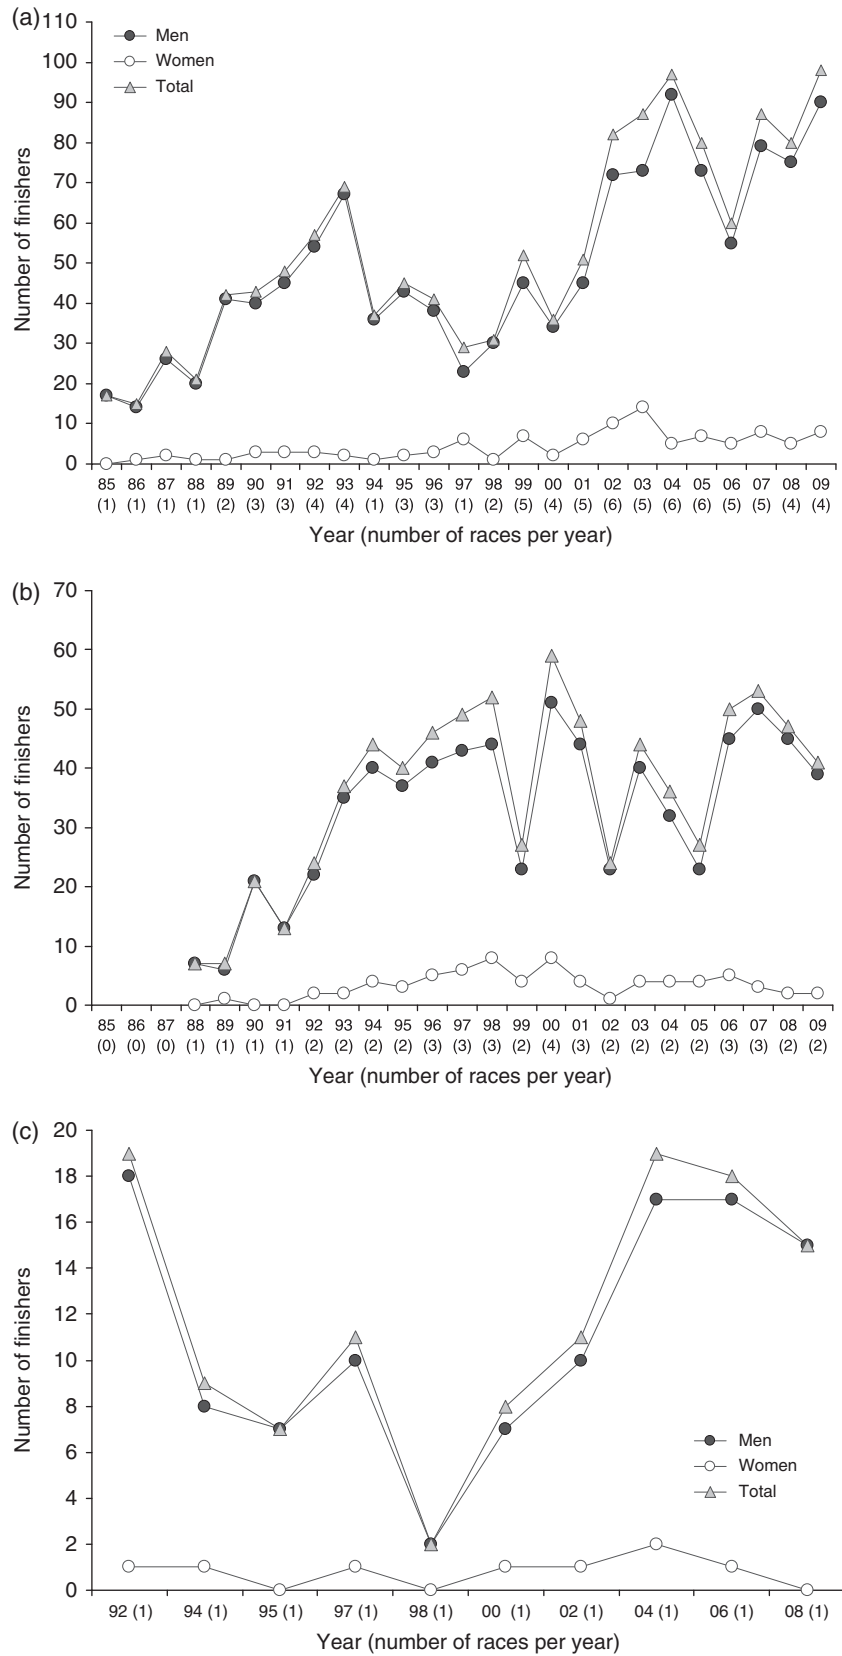 (a)
110
100
90
80
70
60
50
40
30
20
10
0
Number of finishers
Men
Women
Total
85 86 87 88 89 90 91 92 93 94 95 96 97 98 99 00 01 02 03 04 05 06 07 08 09
(1) (1) (1) (1) (2) (3) (3) (4) (4) (1) (3) (3) (1) (2) (5) (4) (5) (6) (5) (6) (6) (5) (5) (4) (4)
Year (number of races per year)
(b)
70
60
50
40
30
20
10
0
Number of finishers
85 86 87 88 89 90 91 92 93 94 95 96 97 98 99 00 01 02 03 04 05 06 07 08 09
(0) (0) (0) (1) (1) (1) (1) (2) (2) (2) (2) (3) (3) (3) (2) (4) (3) (2) (2) (2) (2) (3) (3) (2) (2)
Year (number of races per year)
(c)
20
18
16
14
12
10
8
6
4
2
0
Number of finishers
Men
Women
Total
92 (1) 94 (1) 95 (1) 97 (1) 98 (1) 00 (1) 02 (1) 04 (1) 06 (1) 08 (1)
Year (number of races per year)